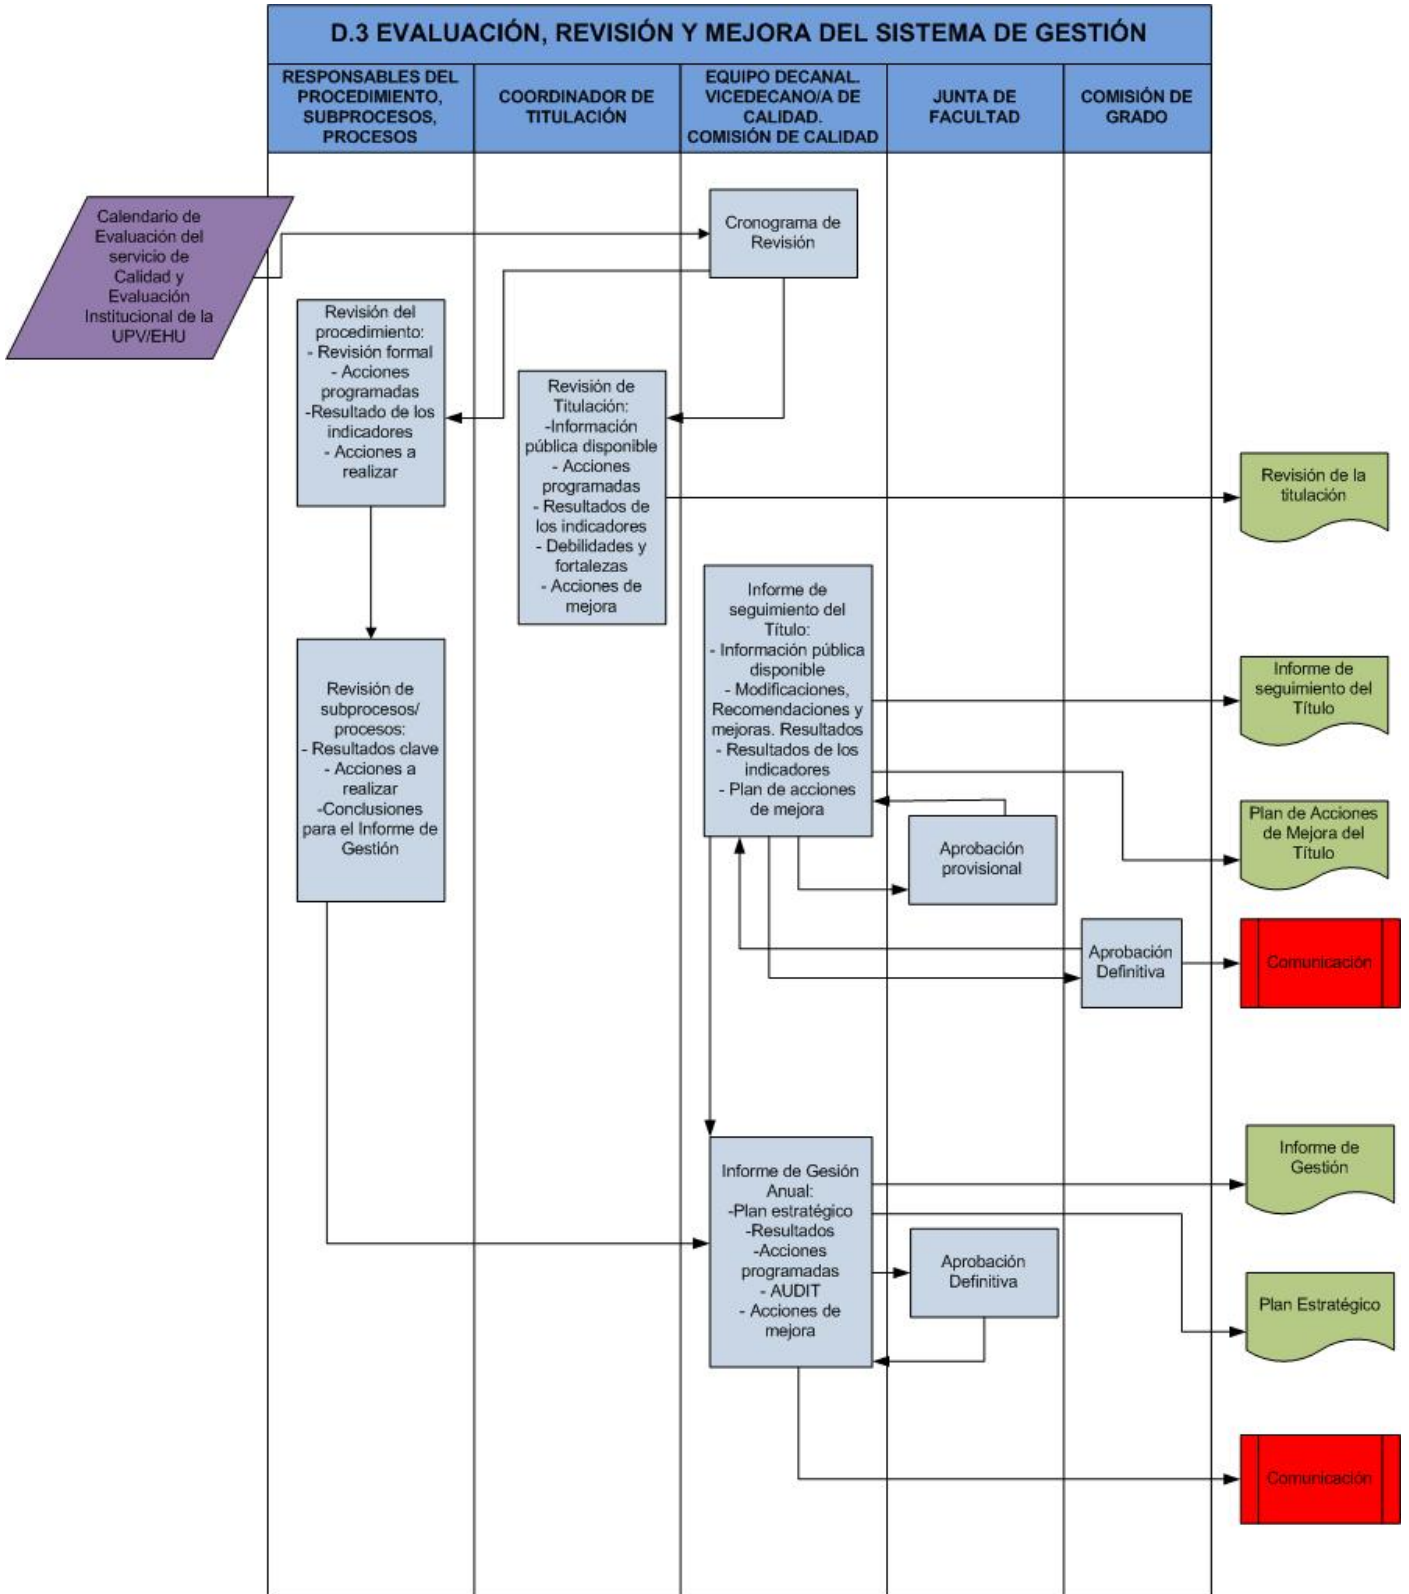 D.3 EVALUACIÓN, REVISIÓN Y MEJORA DEL SISTEMA DE GESTIÓN
RESPONSABLES DEL
PROCEDIMIENTO,
SUBPROCESOS,
PROCESOS
COORDINADOR DE
TITULACIÓN
EQUIPO DECANAL.
VICEDECANO/A DE
CALIDAD.
COMISIÓN DE CALIDAD
JUNTA DE
FACULTAD
COMISIÓN DE
GRADO
Calendario de
Evaluación del
servicio de
Calidad y
Evaluación
Institucional de la
UPV/EHU
Cronograma de
Revisión
Revisión del
procedimiento:
- Revisión formal
- Acciones
programadas
-Resultado de los
indicadores
- Acciones a
realizar
Revisión de
Titulación:
-Información
pública disponible
- Acciones
programadas
- Resultados de
los indicadores
- Debilidades y
fortalezas
- Acciones de
mejora
Revisión de la
titulación
Informe de
seguimiento del
Título:
- Información pública
disponible
- Modificaciones,
Recomendaciones y
mejoras. Resultados
- Resultados de los
indicadores
- Plan de acciones
de mejora
Revisión de
subprocesos/
procesos:
- Resultados clave
- Acciones a
realizar
-Conclusiones
para el Informe de
Gestión
Informe de
seguimiento del
Título
Plan de Acciones
de Mejora del
Título
Aprobación
provisional
Aprobación
Definitiva
Comunicación
Informe de Gesión
Anual:
-Plan estratégico
-Resultados
-Acciones
programadas
- AUDIT
- Acciones de
mejora
Aprobación
Definitiva
Informe de
Gestión
Plan Estratégico
Comunicación